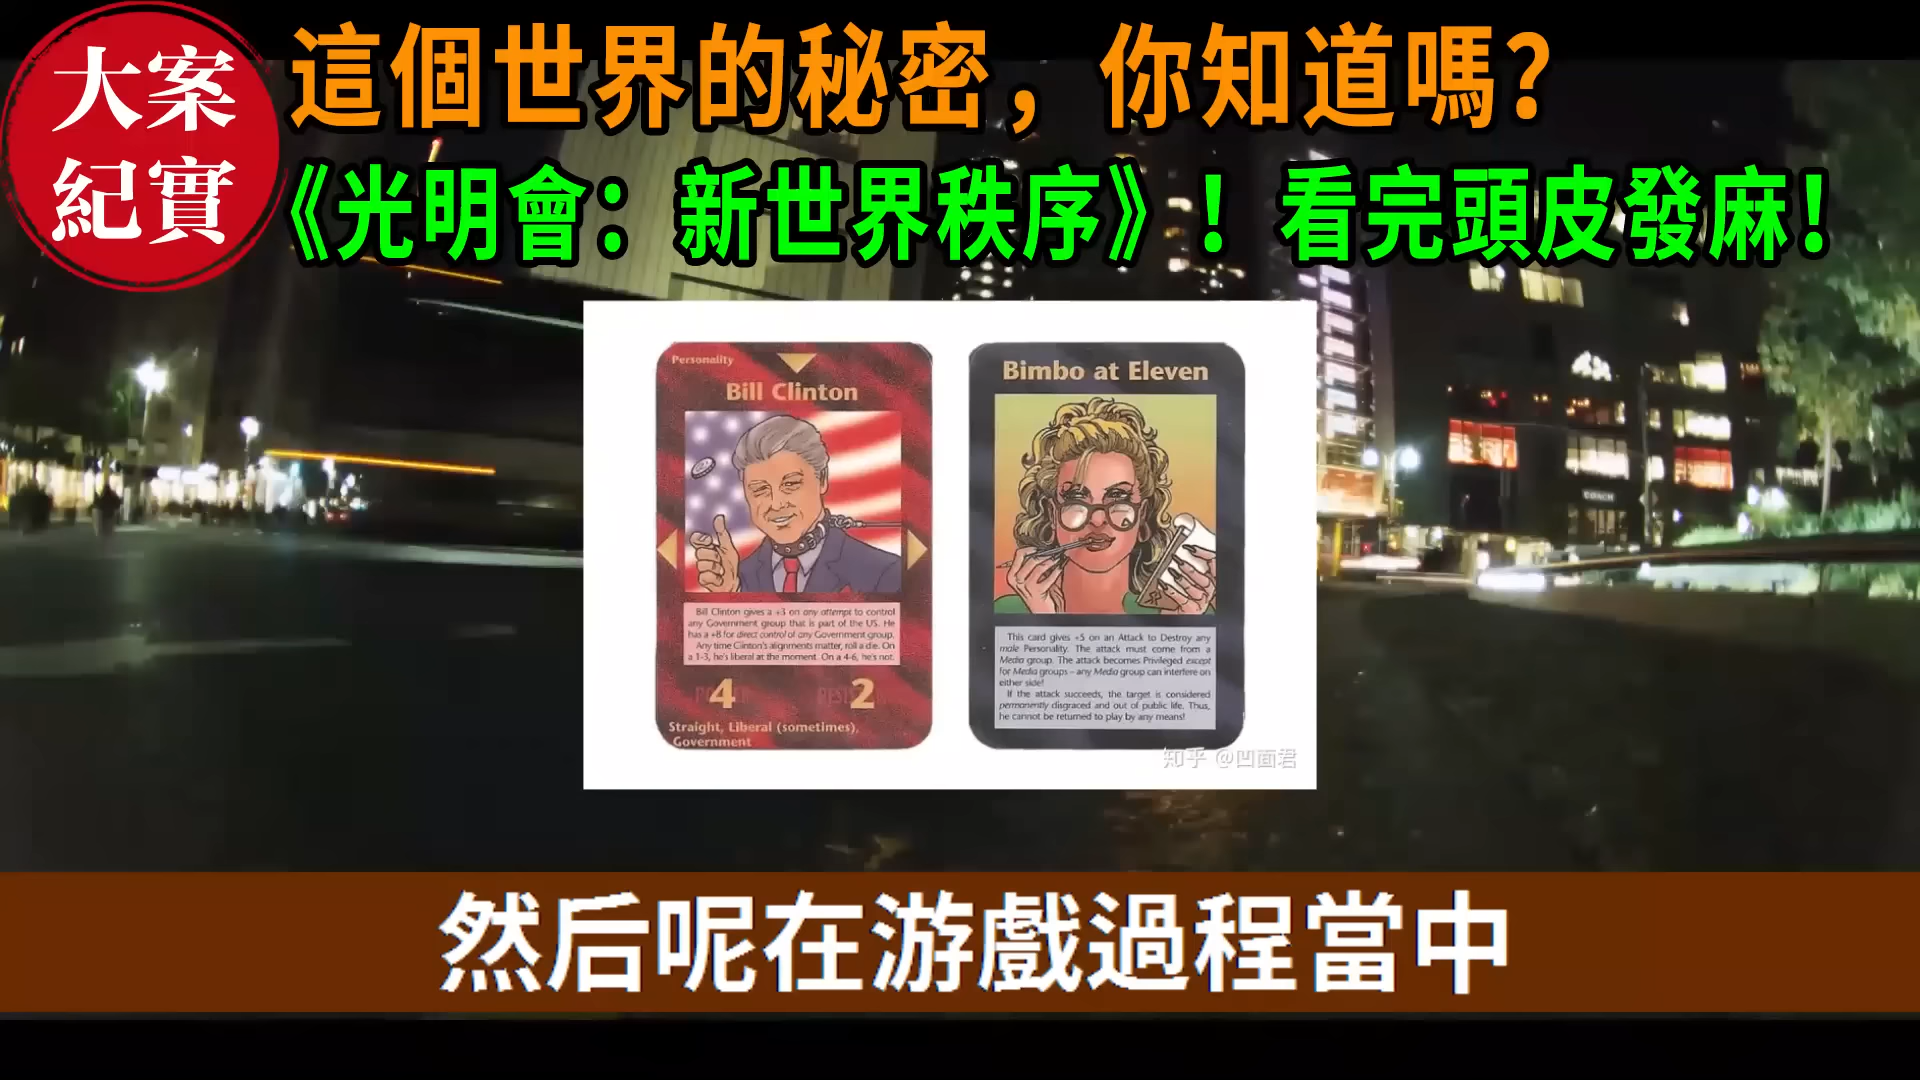 大案
紀實
這個世界的秘密，你知道嗎？
《光明會：新世界秩序》！看完頭皮發麻！
Personality
Bill Clinton
Bill Clinton gives a +3 on any attempt to control
any Government group that is part of the US. He
has a +8 for direct control of any Government group.
Any time Clinton's alignments matter, roll a die. On
a 1-3, he's liberal at the moment. On a 4-6, he's not.
4
2
Straight, Liberal (sometimes),
Government
Bimbo at Eleven
This card gives +5 on an Attack to Destroy any
male Personality. The attack must come from a
Media group. The attack becomes Privileged except
for Media groups – any Media group can interfere on
either side!
If the attack succeeds, the target is considered
permanently disgraced and out of public life. Thus,
he cannot be returned to play by any means!
知乎 @凹面君
COACH
然后呢在游戲過程當中